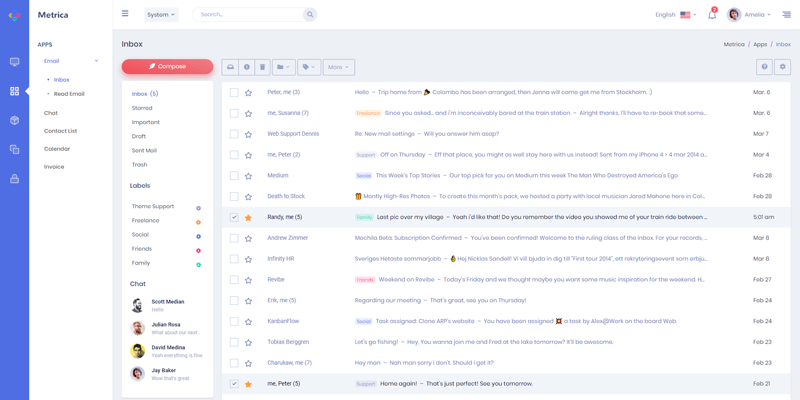 Metrica
System
Search...
English
2
Amelia
APPS
Email
Inbox
Read Email
Chat
Contact List
Calendar
Invoice
Inbox
Metrica / Apps / Inbox
Compose
More
Inbox (5)
Starred
Important
Draft
Sent Mail
Trash
Labels
Theme Support
Freelance
Social
Friends
Family
Chat
Scott Median
Hello
Julian Rosa
What about our next..
David Medina
Yeah everything is fine
Jay Baker
Wow that's great
Peter, me (3) Hello – Trip home from Colombo has been arranged, then Jenna will come get me from Stockholm. :) Mar. 6
me, Susanna (7) Freelance Since you asked... and i'm inconceivably bored at the train station – Alright thanks. I'll have to re-book that some... Mar. 6
Web Support Dennis Re: New mail settings – Will you answer him asap? Mar 7
me, Peter (2) Support Off on Thursday – Eff that place, you might as well stay here with us instead! Sent from my iPhone 4 > 4 mar 2014 a... Mar 4
Medium Social This Week's Top Stories – Our top pick for you on Medium this week The Man Who Destroyed America's Ego Feb 28
Death to Stock Montly High-Res Photos – To create this month's pack, we hosted a party with local musician Jared Mahone here in Col... Feb 28
Randy, me (5) Family Last pic over my village – Yeah i'd like that! Do you remember the video you showed me of your train ride between ... 5:01 am
Andrew Zimmer Mochila Beta: Subscription Confirmed – You've been confirmed! Welcome to the ruling class of the inbox. For your records, ... Mar 8
Infinity HR Sveriges Hetaste sommarjobb – Hej Nicklas Sandell! Vi vill bjuda in dig till "First tour 2014", ett rekryteringsevent som erbju... Mar 8
Revibe Friends Weekend on Revibe – Today's Friday and we thought maybe you want some music inspiration for the weekend. H... Feb 27
Erik, me (5) Regarding our meeting – That's great, see you on Thursday! Feb 24
KanbanFlow Social Task assigned: Clone ARP's website – You have been assigned a task by Alex@Work on the board Web. Feb 24
Tobias Berggren Let's go fishing! – Hey, You wanna join me and Fred at the lake tomorrow? It'll be awesome. Feb 23
Charukaw, me (7) Hey man – Nah man sorry i don't. Should i get it? Feb 23
me, Peter (5) Support Home again! – That's just perfect! See you tomorrow. Feb 21